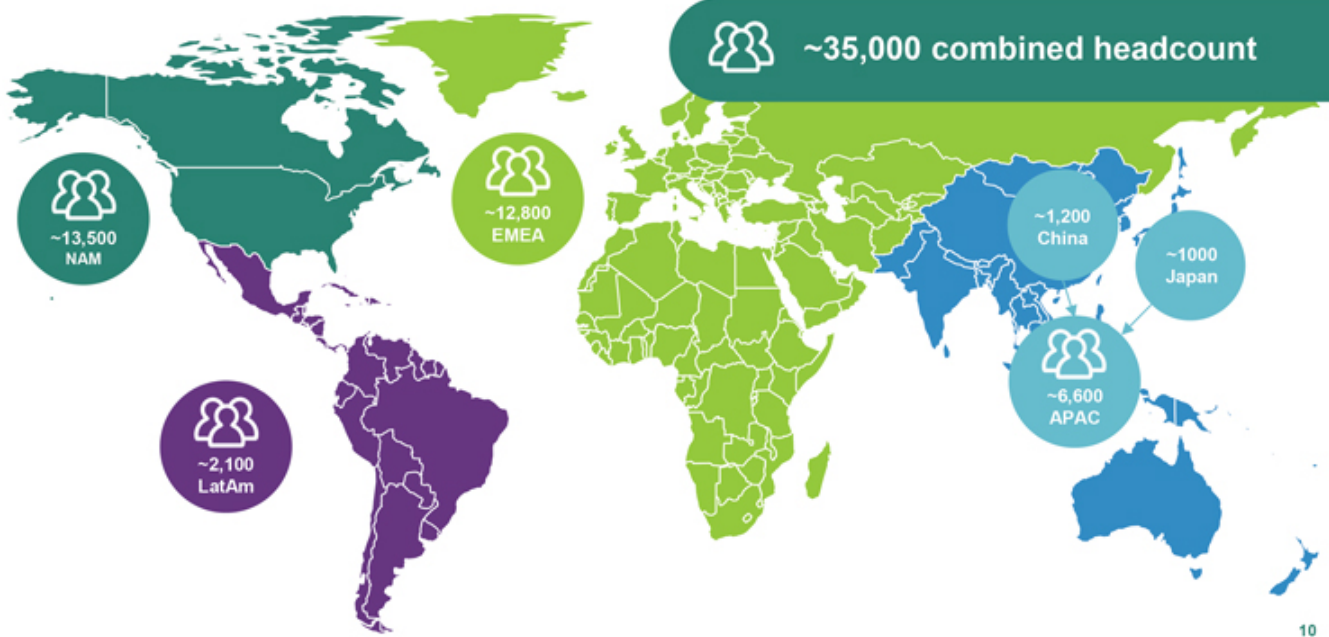 ~35,000 combined headcount
~13,500
NAM
~12,800
EMEA
~1,200
China
~1000
Japan
~6,600
APAC
~2,100
LatAm
10